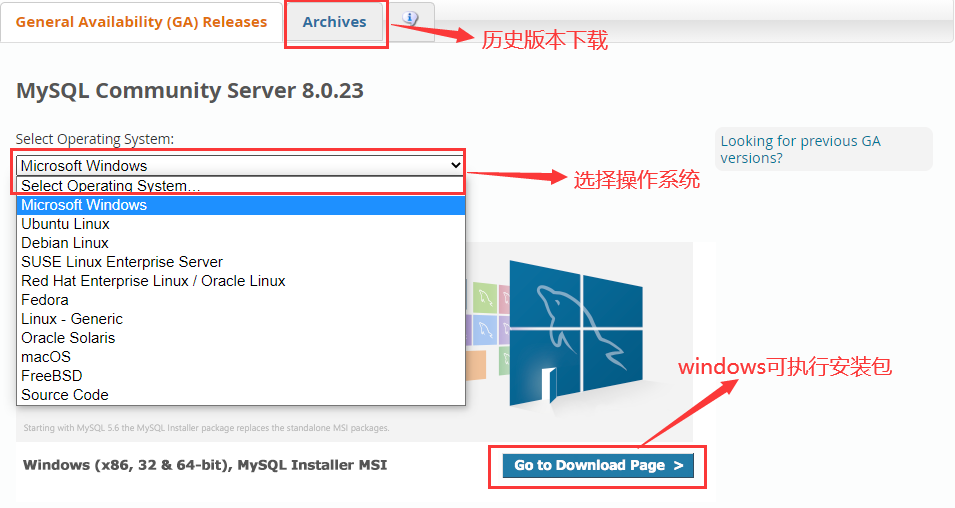 General Availability (GA) Releases
Archives
历史版本下载
MySQL Community Server 8.0.23
Select Operating System:
Looking for previous GA
versions?
Microsoft Windows
选择操作系统
Select Operating System…
Microsoft Windows
Ubuntu Linux
Debian Linux
SUSE Linux Enterprise Server
Red Hat Enterprise Linux / Oracle Linux
Fedora
Linux - Generic
Oracle Solaris
macOS
FreeBSD
Source Code
windows可执行安装包
Starting with MySQL 5.6 the MySQL Installer package replaces the standalone MSI packages.
Windows (x86, 32 & 64-bit), MySQL Installer MSI
Go to Download Page >